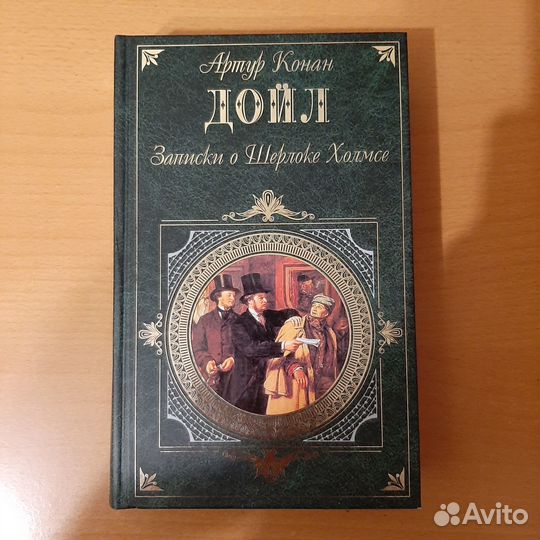 Артур Конан
ДОЙЛ
Записки о Шерлоке Холмсе
Avito